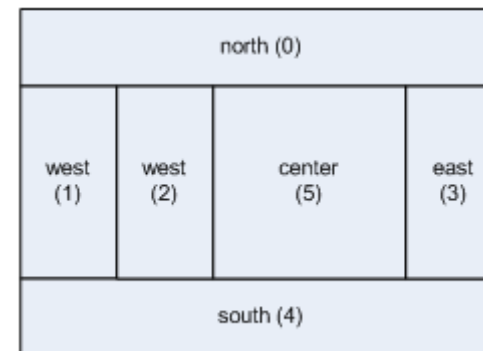 north (0)
west
(1)
west
(2)
center
(5)
east
(3)
south (4)